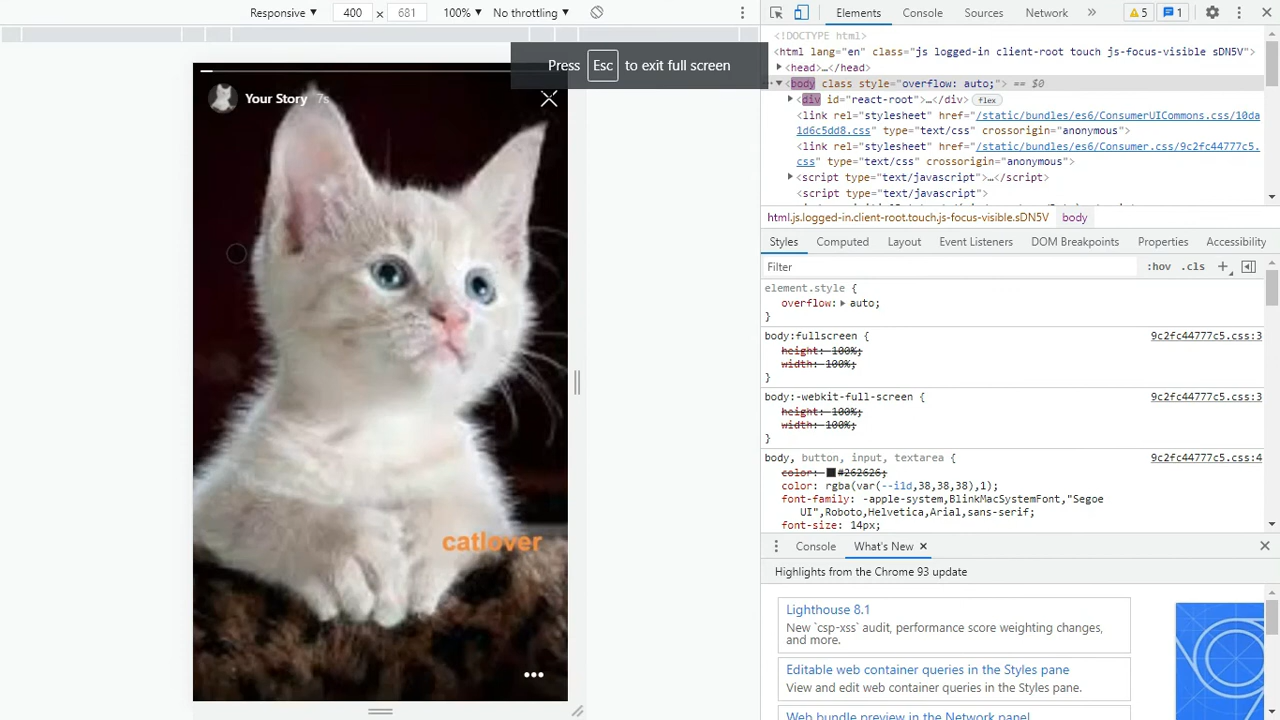 Responsive ▼ 400 x 681 100% ▼ No throttling ▼
Elements Console Sources Network » 5 1
Press Esc to exit full screen
Your Story 7s
catlover
<!DOCTYPE html>
<html lang="en" class="js logged-in client-root touch js-focus-visible sDN5V">
▶<head>…</head>
▼<body class style="overflow: auto;"> == $0
▶<div id="react-root">…</div> flex
<link rel="stylesheet" href="/static/bundles/es6/ConsumerUICommons.css/10da
1d6c5dd8.css" type="text/css" crossorigin="anonymous">
<link rel="stylesheet" href="/static/bundles/es6/Consumer.css/9c2fc44777c5.
css" type="text/css" crossorigin="anonymous">
▶<script type="text/javascript">…</script>
<script type="text/javascript">
html.js.logged-in.client-root.touch.js-focus-visible.sDN5V body
Styles Computed Layout Event Listeners DOM Breakpoints Properties Accessibility
Filter :hov .cls +
element.style {
overflow: ▶ auto;
}
body:fullscreen { 9c2fc44777c5.css:3
height: 100%;
width: 100%;
}
body:-webkit-full-screen { 9c2fc44777c5.css:3
height: 100%;
width: 100%;
}
body, button, input, textarea { 9c2fc44777c5.css:4
color: #262626;
color: rgba(var(--i1d,38,38,38),1);
font-family: -apple-system,BlinkMacSystemFont,"Segoe
UI",Roboto,Helvetica,Arial,sans-serif;
font-size: 14px;
Console What's New ×
Highlights from the Chrome 93 update
Lighthouse 8.1
New `csp-xss` audit, performance score weighting changes,
and more.
Editable web container queries in the Styles pane
View and edit web container queries in the Styles pane.
Web bundle preview in the Network panel